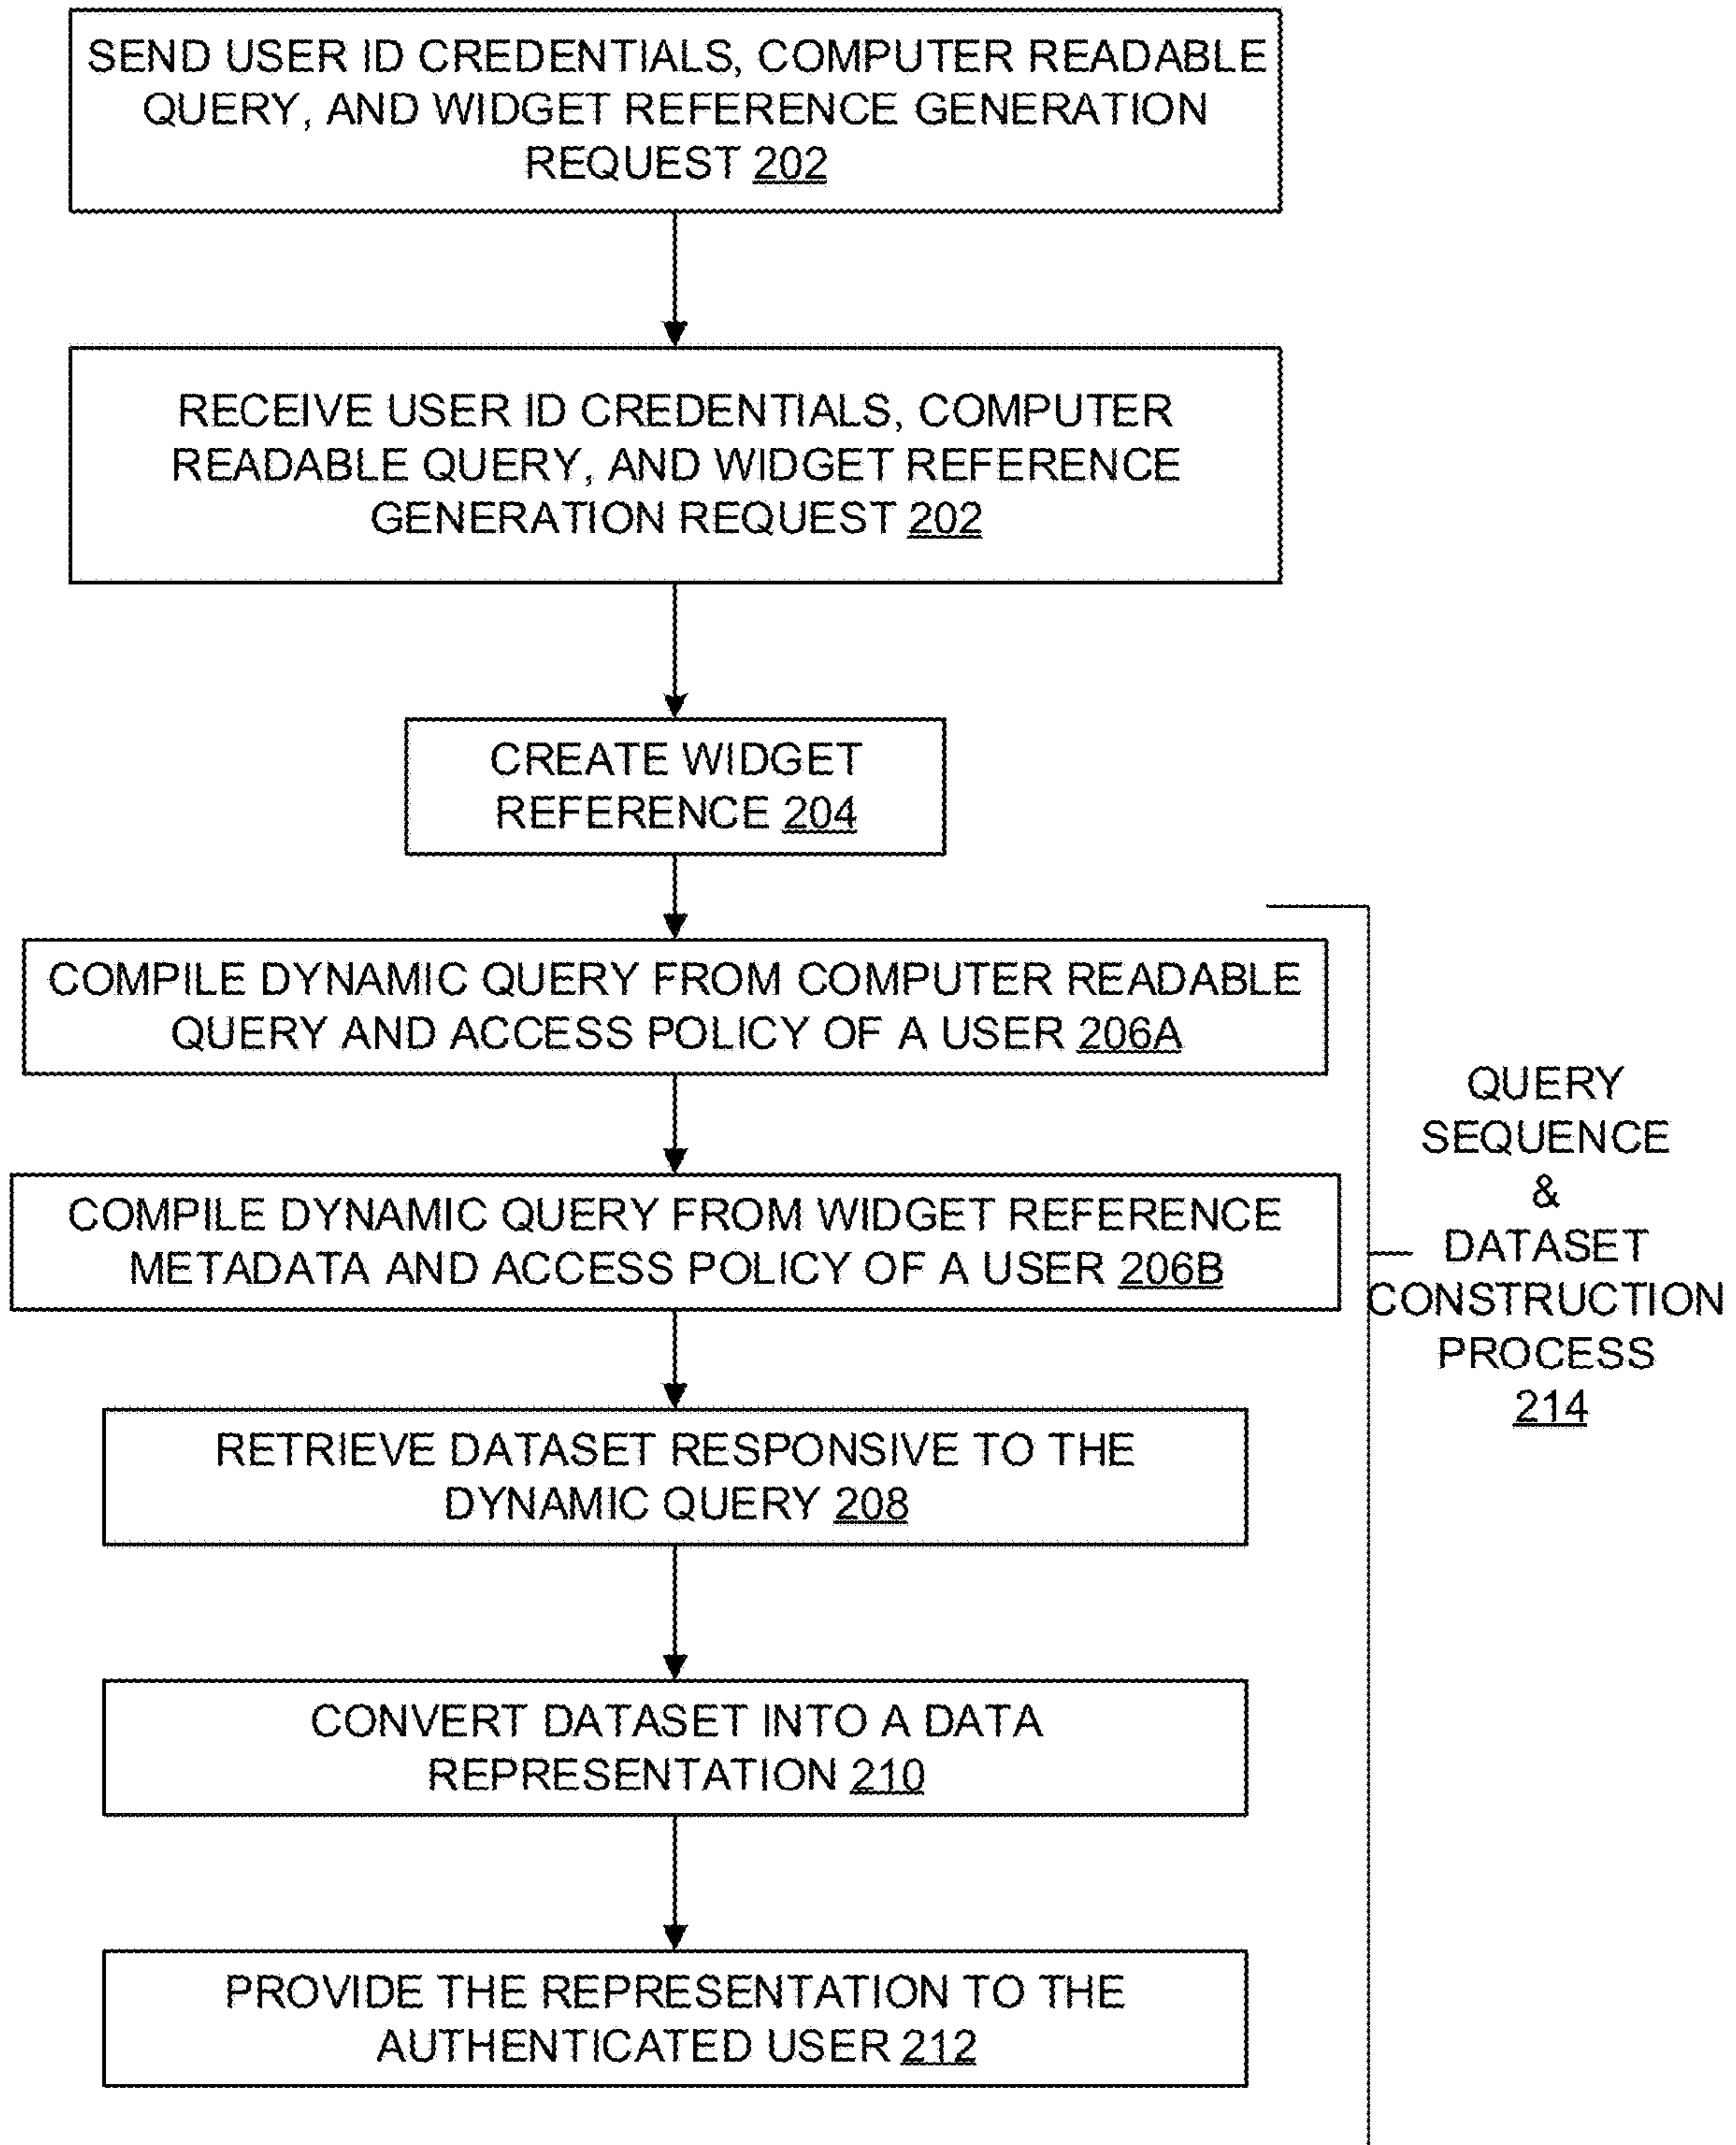 SEND USER ID CREDENTIALS, COMPUTER READABLE
QUERY, AND WIDGET REFERENCE GENERATION
REQUEST 202
RECEIVE USER ID CREDENTIALS, COMPUTER
READABLE QUERY, AND WIDGET REFERENCE
GENERATION REQUEST 202
CREATE WIDGET
REFERENCE 204
COMPILE DYNAMIC QUERY FROM COMPUTER READABLE
QUERY AND ACCESS POLICY OF A USER 206A
COMPILE DYNAMIC QUERY FROM WIDGET REFERENCE
METADATA AND ACCESS POLICY OF A USER 206B
RETRIEVE DATASET RESPONSIVE TO THE
DYNAMIC QUERY 208
CONVERT DATASET INTO A DATA
REPRESENTATION 210
PROVIDE THE REPRESENTATION TO THE
AUTHENTICATED USER 212
QUERY
SEQUENCE
&
DATASET
CONSTRUCTION
PROCESS
214